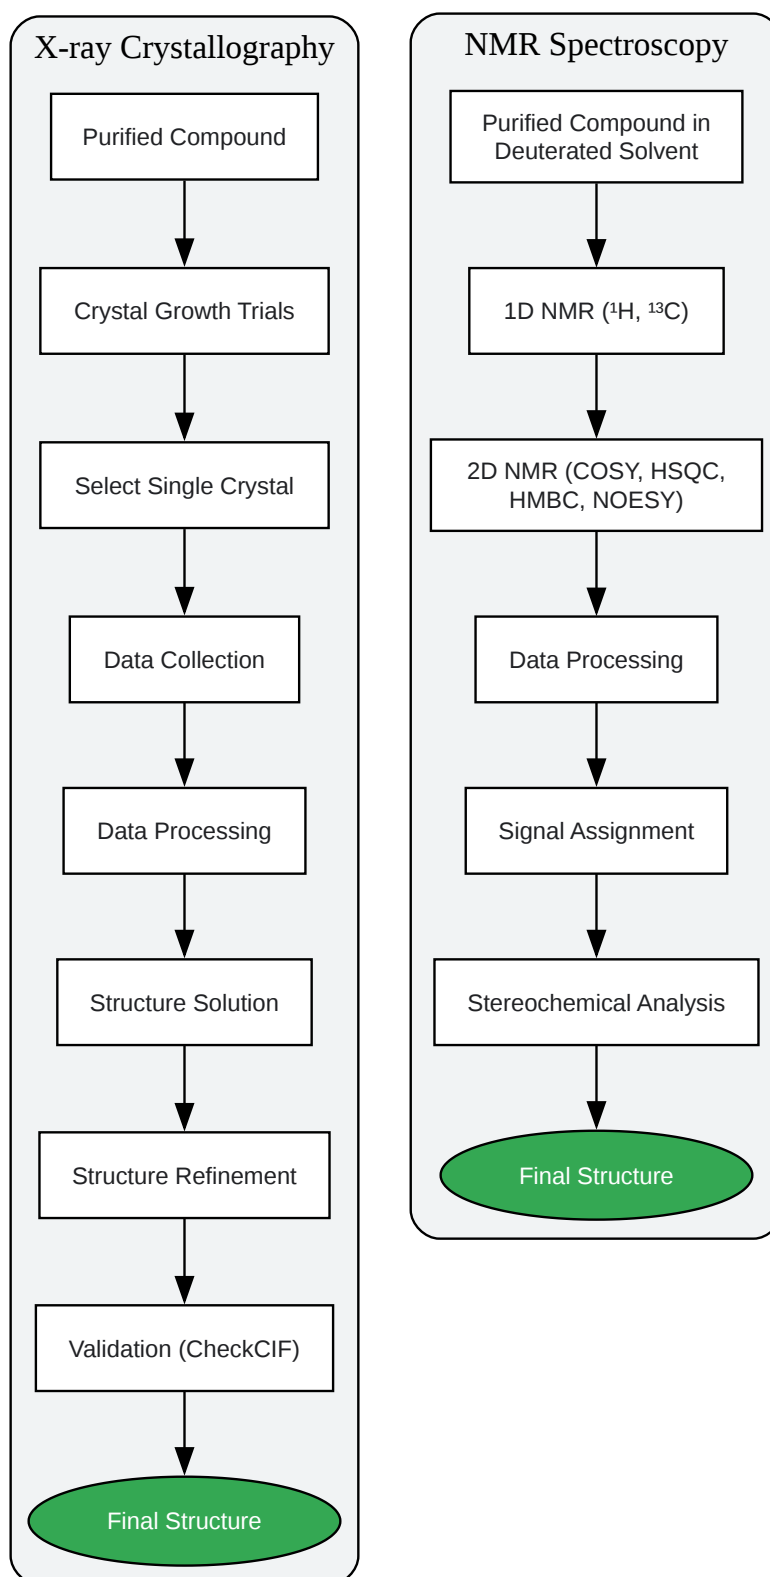 X-ray Crystallography
Purified Compound
Crystal Growth Trials
Select Single Crystal
Data Collection
Data Processing
Structure Solution
Structure Refinement
Validation (CheckCIF)
Final Structure
NMR Spectroscopy
Purified Compound in
Deuterated Solvent
1D NMR (¹H, ¹³C)
2D NMR (COSY, HSQC,
HMBC, NOESY)
Data Processing
Signal Assignment
Stereochemical Analysis
Final Structure